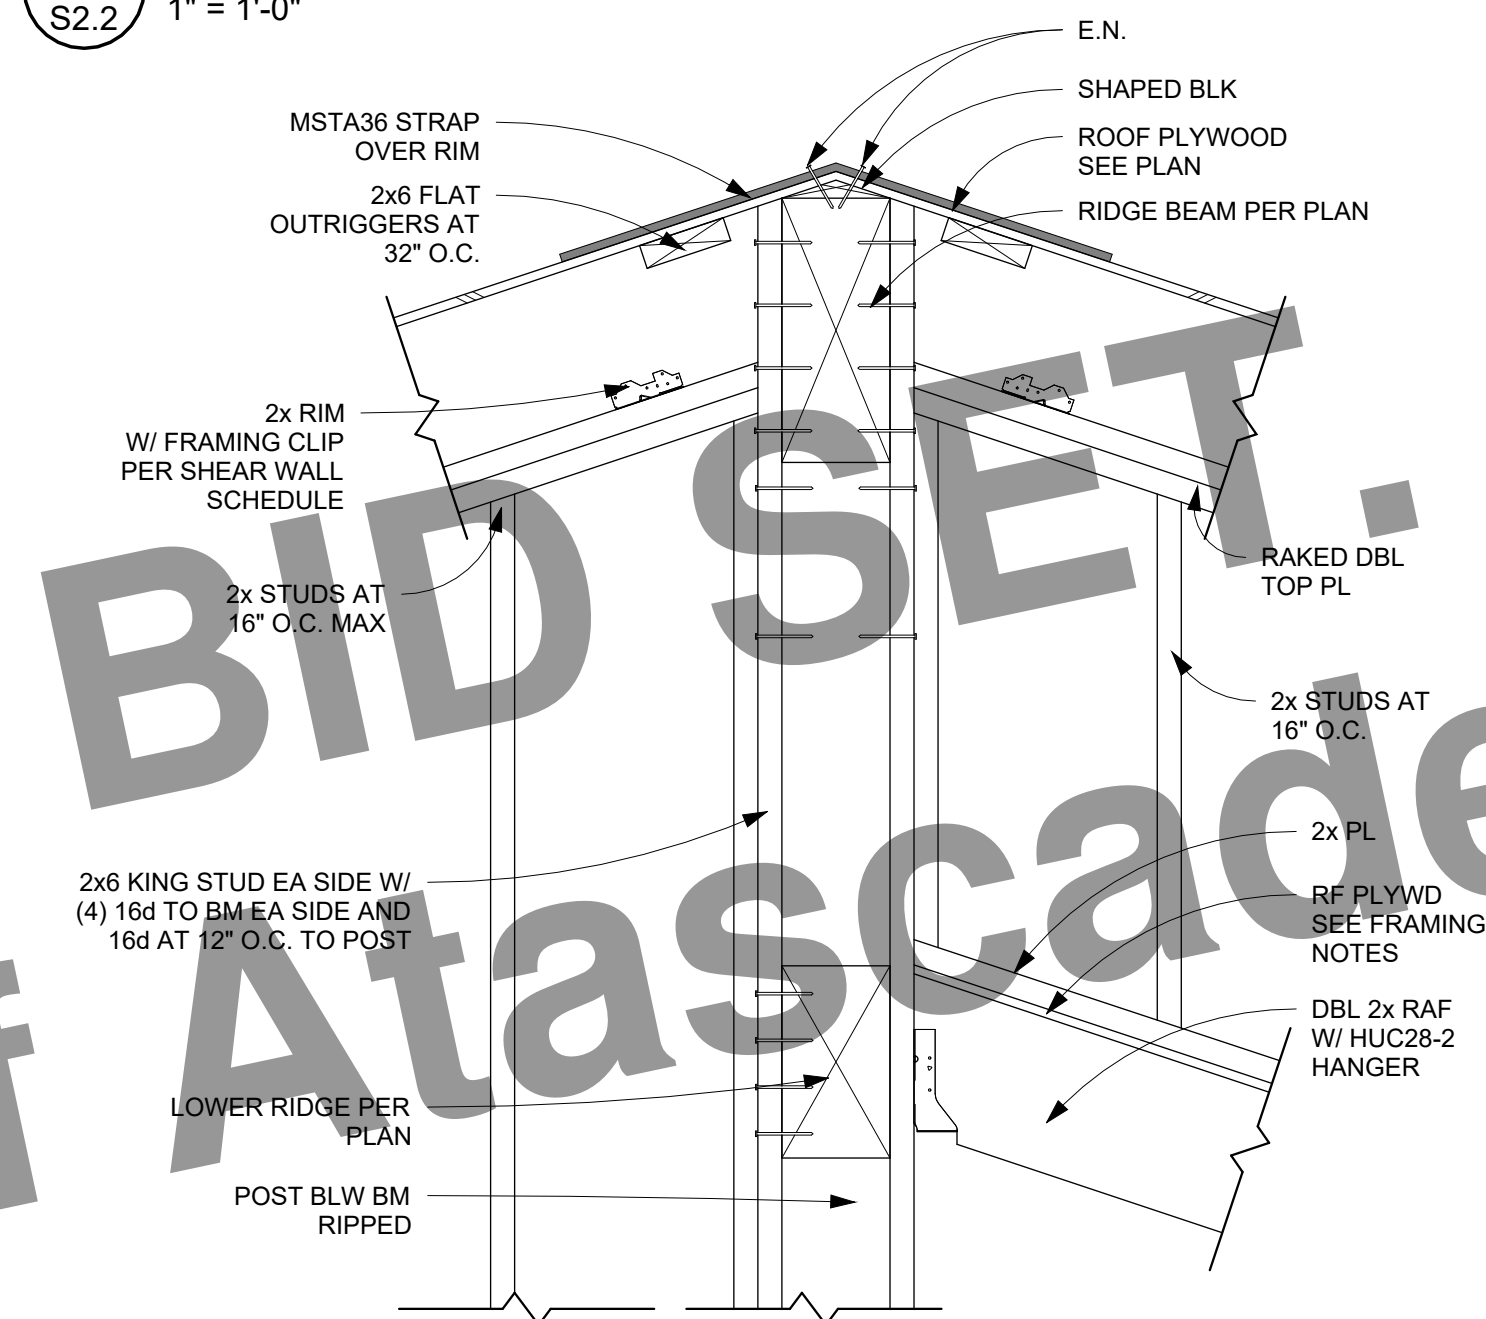 S2.2
1" = 1'-0"
E.N.
SHAPED BLK
ROOF PLYWOOD
SEE PLAN
RIDGE BEAM PER PLAN
MSTA36 STRAP
OVER RIM
2x6 FLAT
OUTRIGGERS AT
32" O.C.
2x RIM
W/ FRAMING CLIP
PER SHEAR WALL
SCHEDULE
2x STUDS AT
16" O.C. MAX
RAKED DBL
TOP PL
2x STUDS AT
16" O.C.
2x PL
RF PLYWD
SEE FRAMING
NOTES
DBL 2x RAF
W/ HUC28-2
HANGER
2x6 KING STUD EA SIDE W/
(4) 16d TO BM EA SIDE AND
16d AT 12" O.C. TO POST
LOWER RIDGE PER
PLAN
POST BLW BM
RIPPED
BID SET.
f Atascade